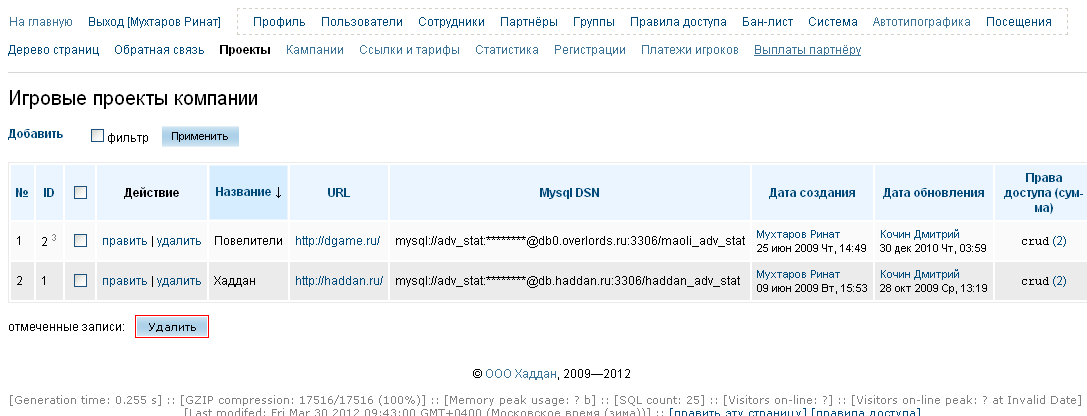 На главную Выход [Мухтаров Ринат] Профиль Пользователи Сотрудники Партнёры Группы Правила доступа Бан-лист Система Автотипографика Посещения
Дерево страниц Обратная связь Проекты Кампании Ссылки и тарифы Статистика Регистрации Платежи игроков Выплаты партнёру
Игровые проекты компании
Добавить фильтр Применить
№ ID Действие Название ↓ URL Mysql DSN Дата создания Дата обновления Права доступа (сум-ма)
1 2 3 править | удалить Повелители http://dgame.ru/ mysql://adv_stat:********@db0.overlords.ru:3306/maoli_adv_stat Мухтаров Ринат 25 июн 2009 Чт, 14:49 Кочин Дмитрий 30 дек 2010 Чт, 03:59 crud (2)
2 1 править | удалить Хаддан http://haddan.ru/ mysql://adv_stat:********@db.haddan.ru:3306/haddan_adv_stat Мухтаров Ринат 09 июн 2009 Вт, 15:53 Кочин Дмитрий 28 окт 2009 Ср, 13:19 crud (2)
отмеченные записи: Удалить
© ООО Хаддан, 2009—2012
[Generation time: 0.255 s] :: [GZIP compression: 17516/17516 (100%)] :: [Memory peak usage: ? b] :: [SQL count: 25] :: [Visitors on-line: ?] :: [Visitors on-line peak: ? at Invalid Date]
[Last modifed: Fri Mar 30 2012 09:43:00 GMT+0400 (Московское время (зима))] :: [править эту страницу] [правила доступа]